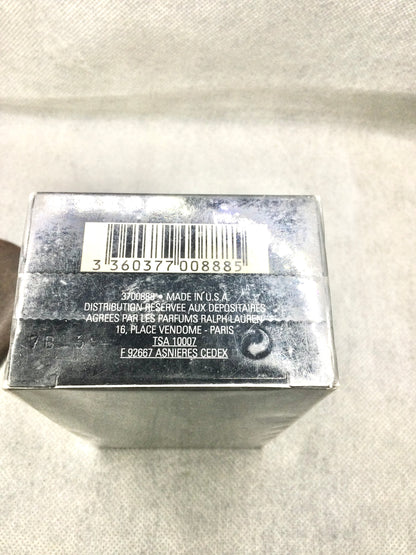 3 360377 008885
3700888 • MADE IN U.S.A.
DISTRIBUTION RÉSERVÉE AUX DÉPOSITAIRES
AGRÉÉS PAR LES PARFUMS RALPH LAUREN
16, PLACE VENDOME - PARIS
TSA 10007
F 92667 ASNIERES CEDEX